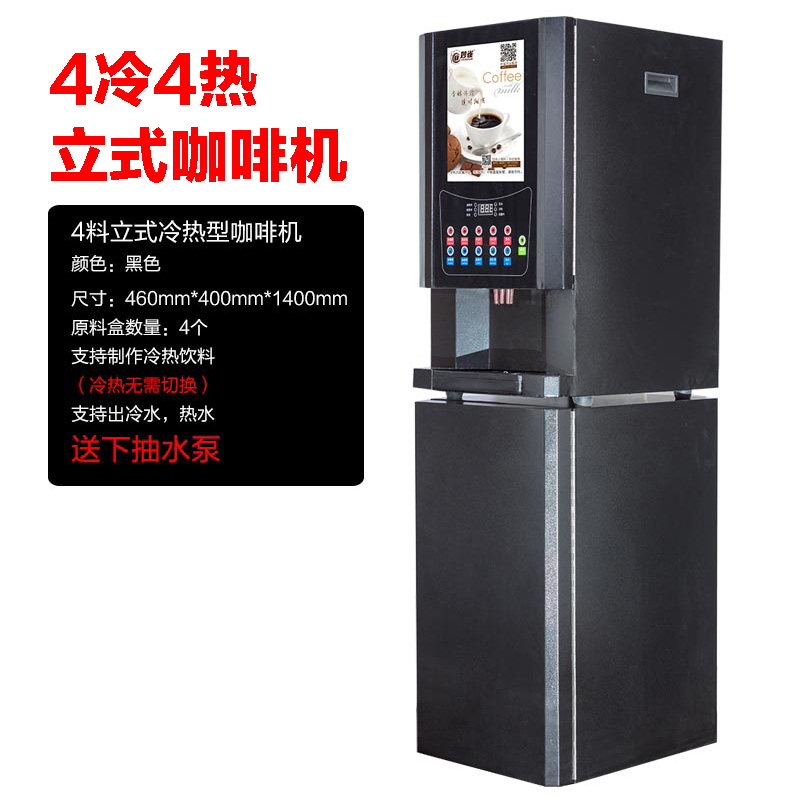 4冷4热
立式咖啡机
4料立式冷热型咖啡机
颜色：黑色
尺寸：460mm*400mm*1400mm
原料盒数量：4个
支持制作冷热饮料
（冷热无需切换）
支持出冷水，热水
送下抽水泵
Coffee
milk